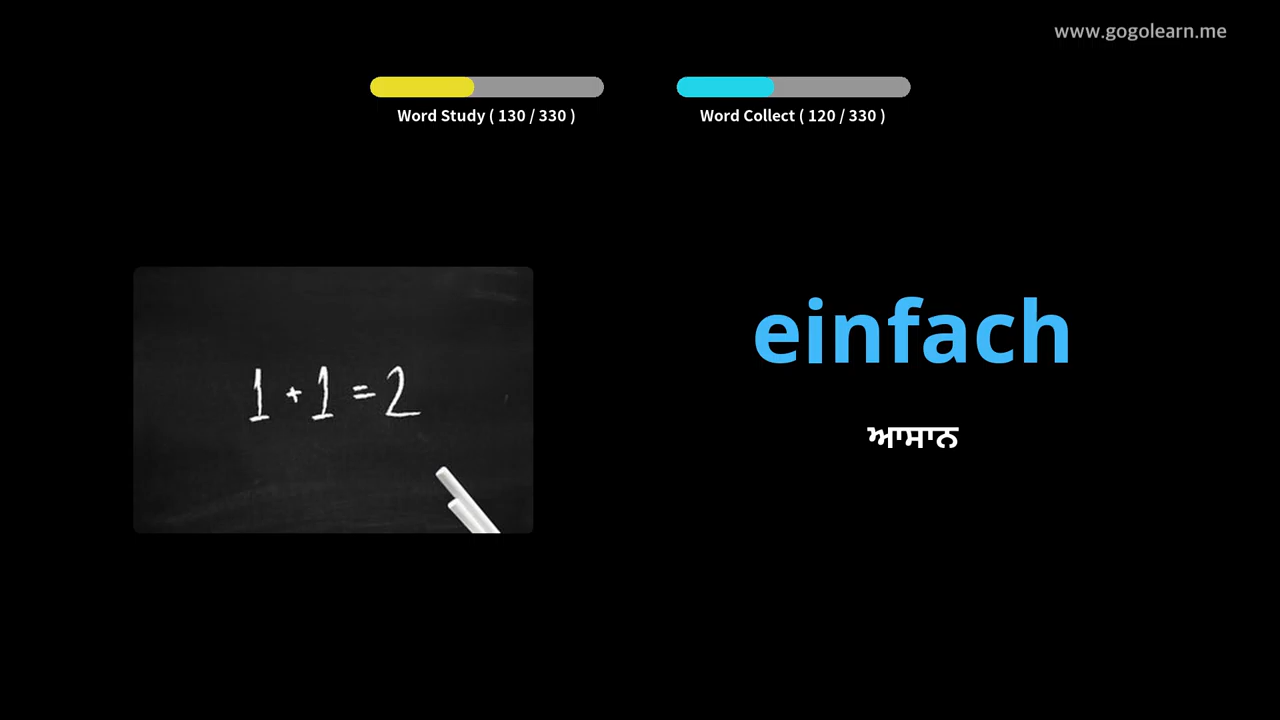 www.gogolearn.me
Word Study ( 130 / 330 )
Word Collect ( 120 / 330 )
1 + 1 = 2
einfach
ਆਸਾਨ